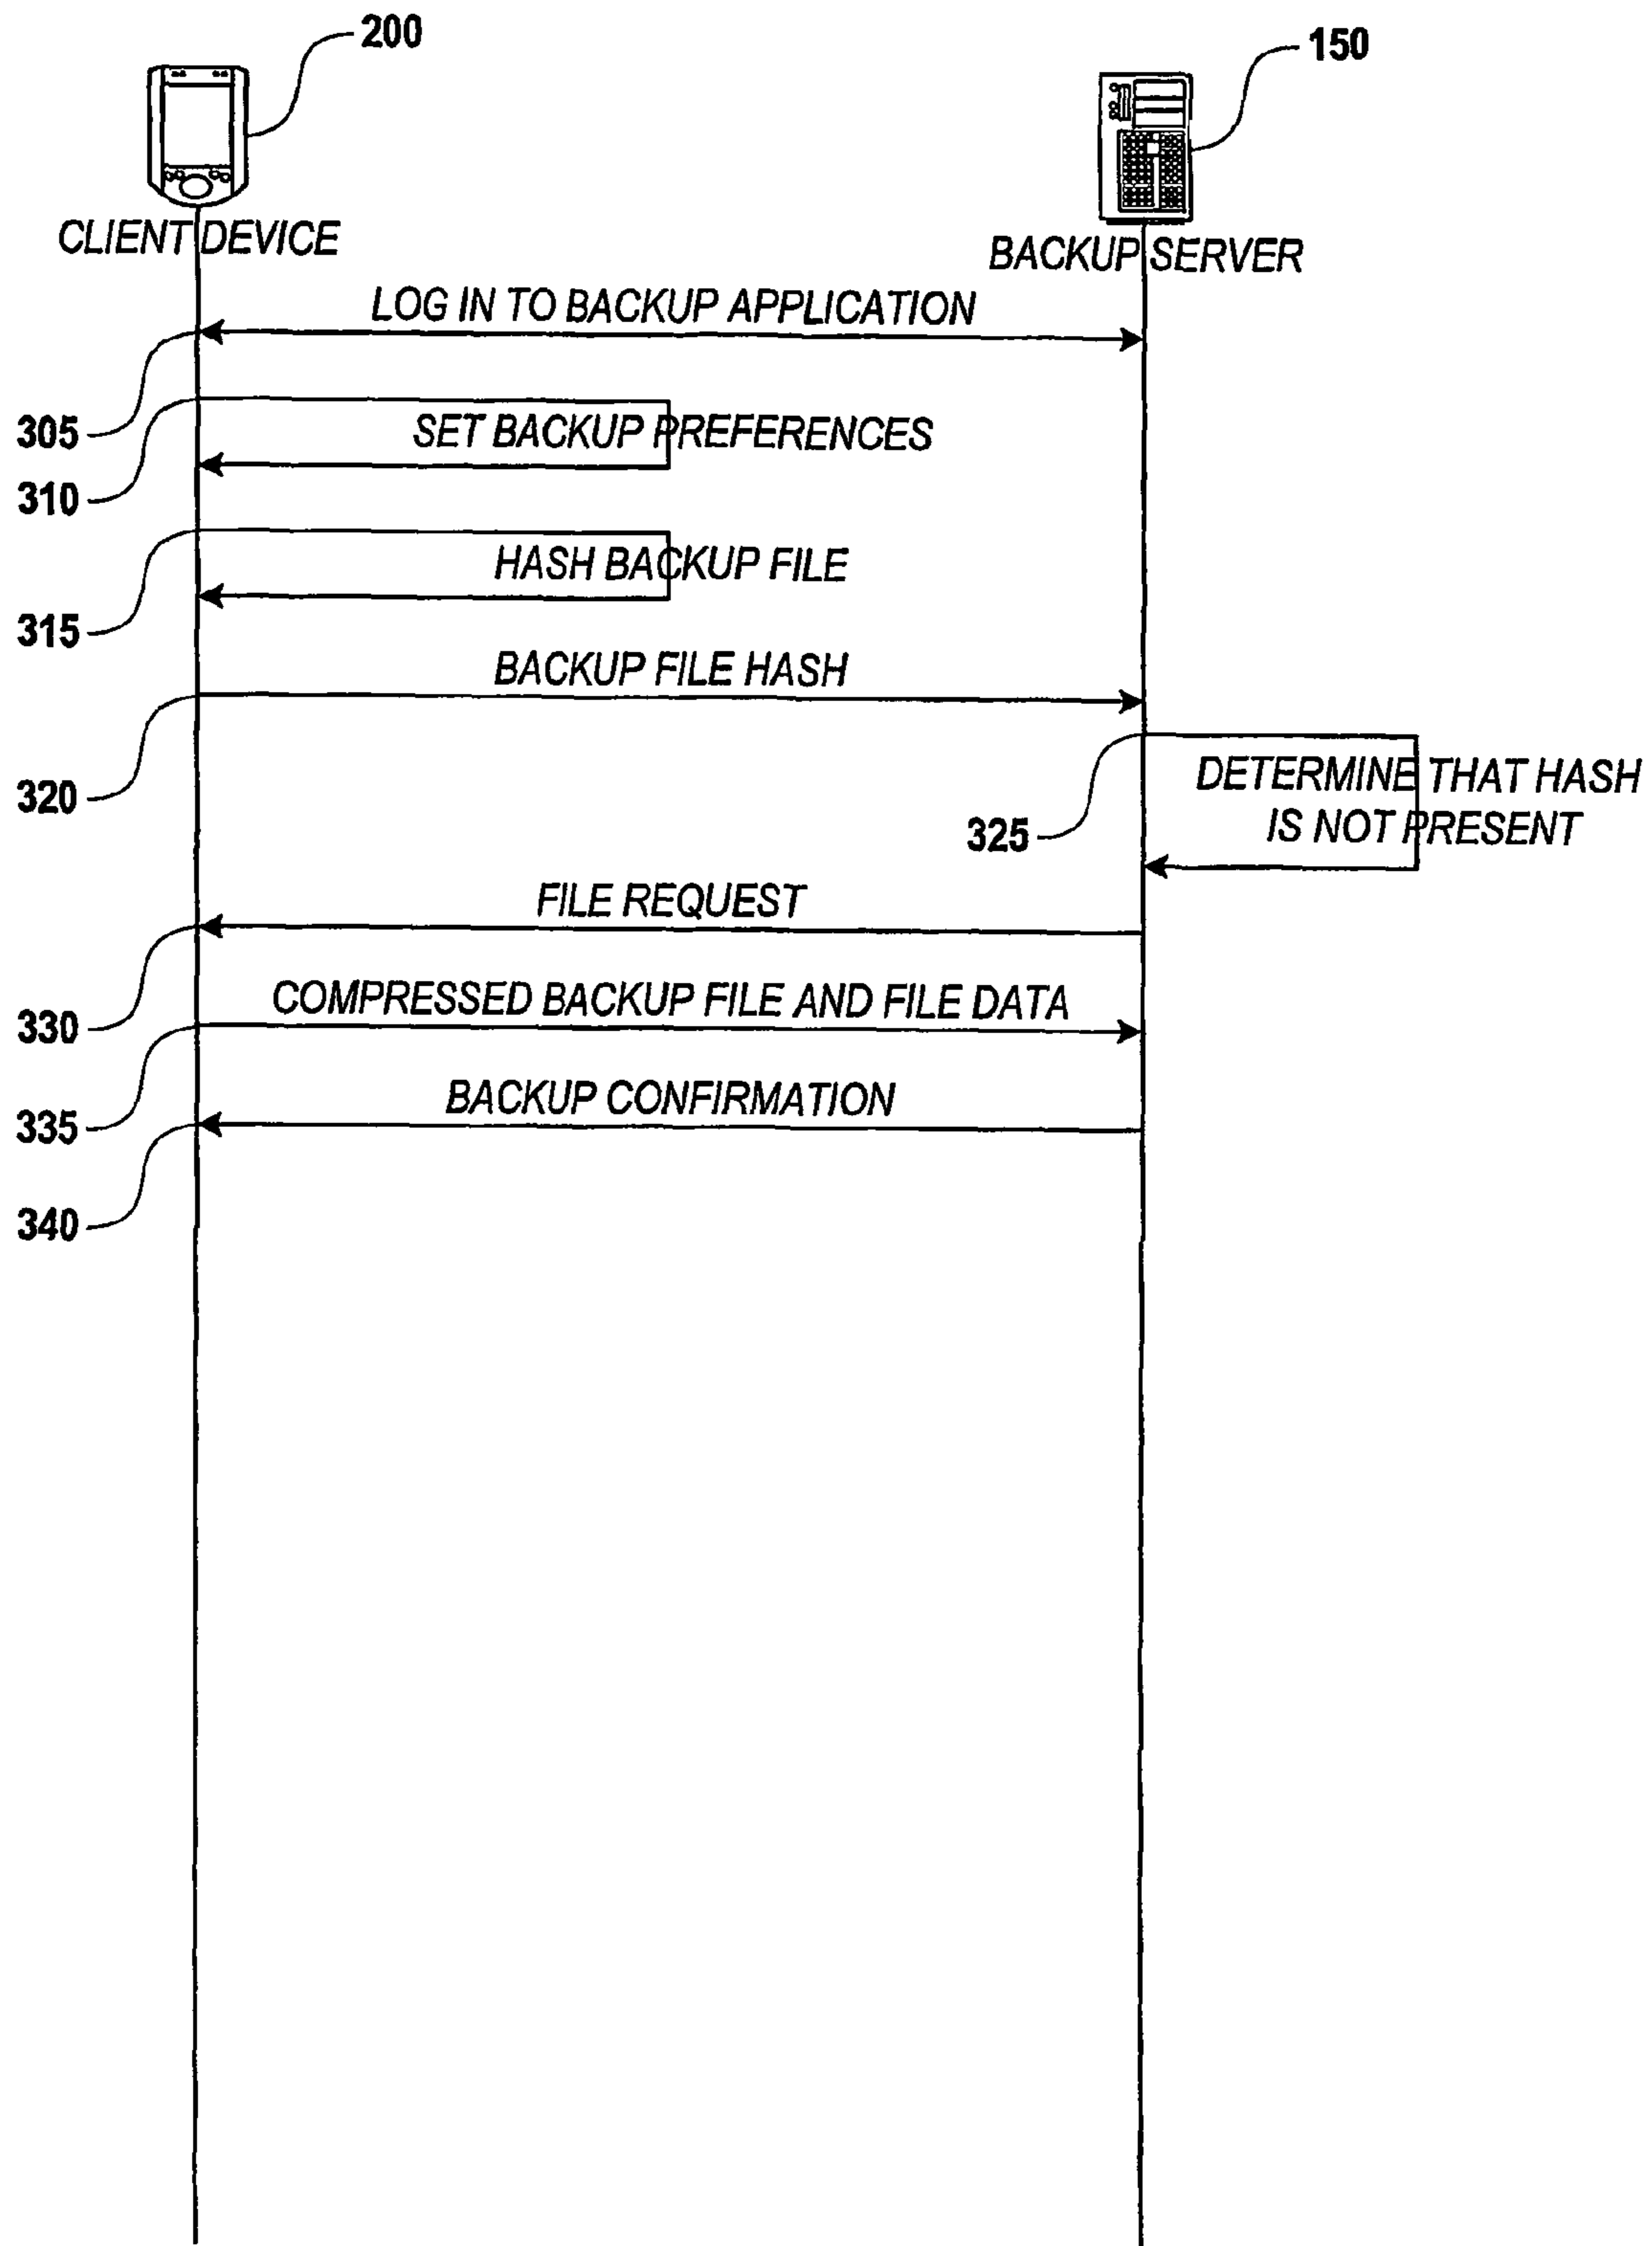 200
150
CLIENT DEVICE
BACKUP SERVER
LOG IN TO BACKUP APPLICATION
305
SET BACKUP PREFERENCES
310
HASH BACKUP FILE
315
BACKUP FILE HASH
320
DETERMINE THAT HASH
IS NOT PRESENT
325
FILE REQUEST
330
COMPRESSED BACKUP FILE AND FILE DATA
335
BACKUP CONFIRMATION
340